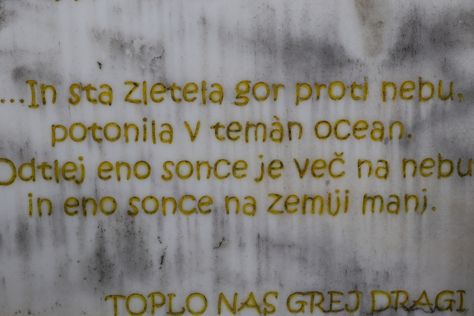 ...In sta zletela gor proti nebu,
potonila v temàn ocean.
Odtlej eno sonce je več na nebu
in eno sonce na zemlji manj.
TOPLO NAS GREJ DRAGI